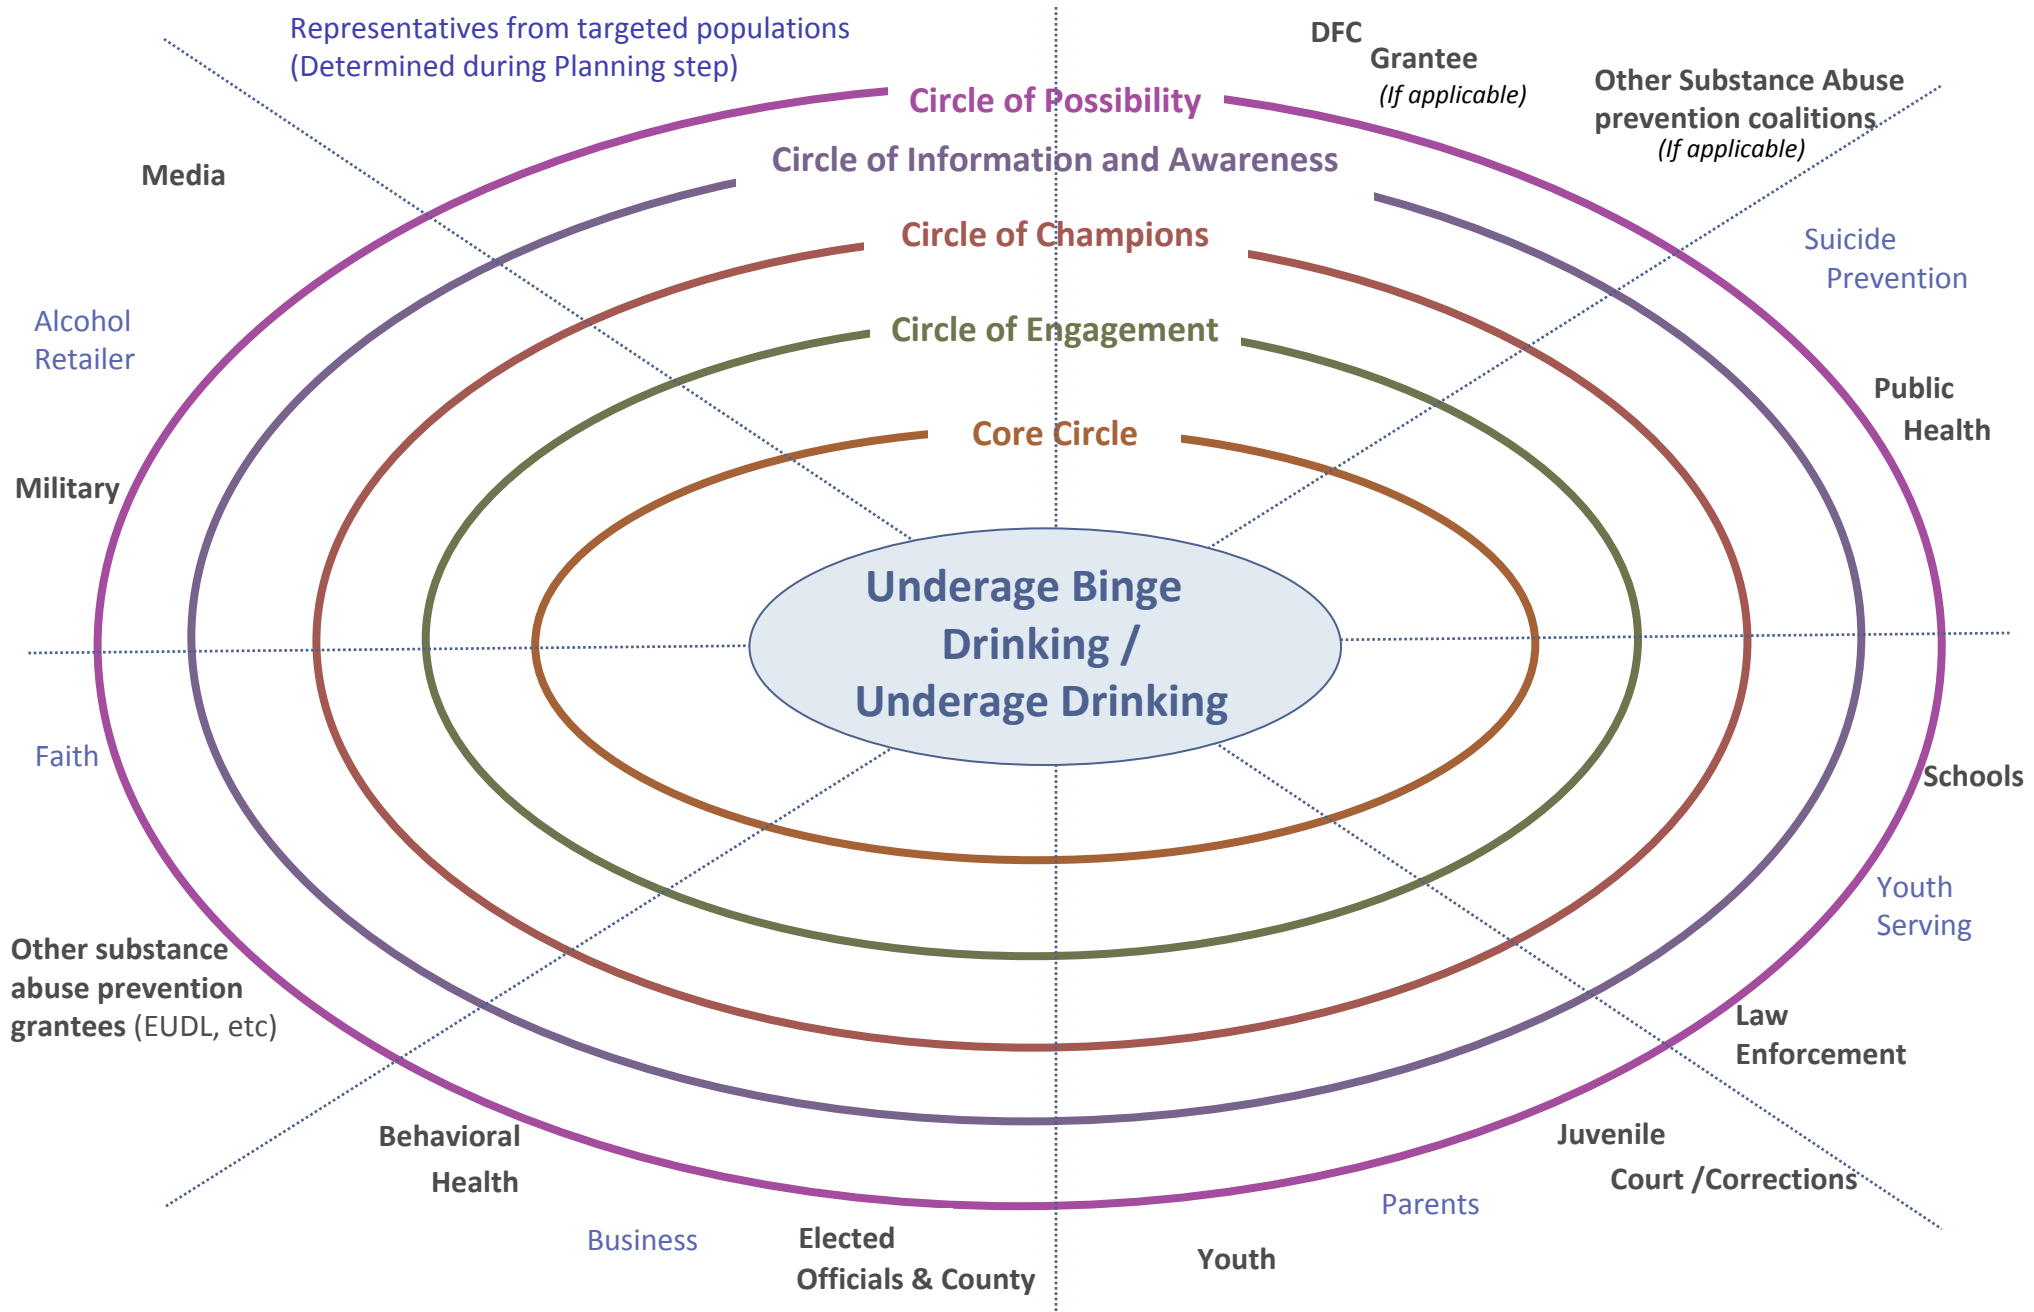 Representatives from targeted populations
(Determined during Planning step)
DFC
Grantee
(If applicable)
Other Substance Abuse
prevention coalitions
(If applicable)
Circle of Possibility
Circle of Information and Awareness
Circle of Champions
Circle of Engagement
Core Circle
Underage Binge
Drinking /
Underage Drinking
Media
Alcohol
Retailer
Military
Faith
Other substance
abuse prevention
grantees (EUDL, etc)
Behavioral
Health
Business
Elected
Officials & County
Youth
Parents
Juvenile
Court /Corrections
Law
Enforcement
Youth
Serving
Schools
Public
Health
Suicide
Prevention